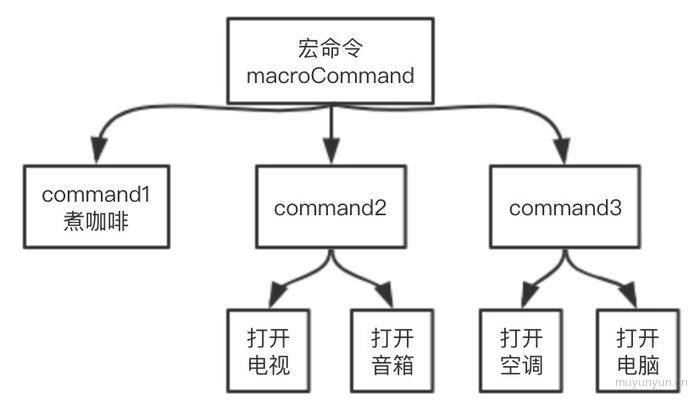 宏命令
macroCommand
command1
煮咖啡
command2
command3
打开
电视
打开
音箱
打开
空调
打开
电脑
muyunyun.cn